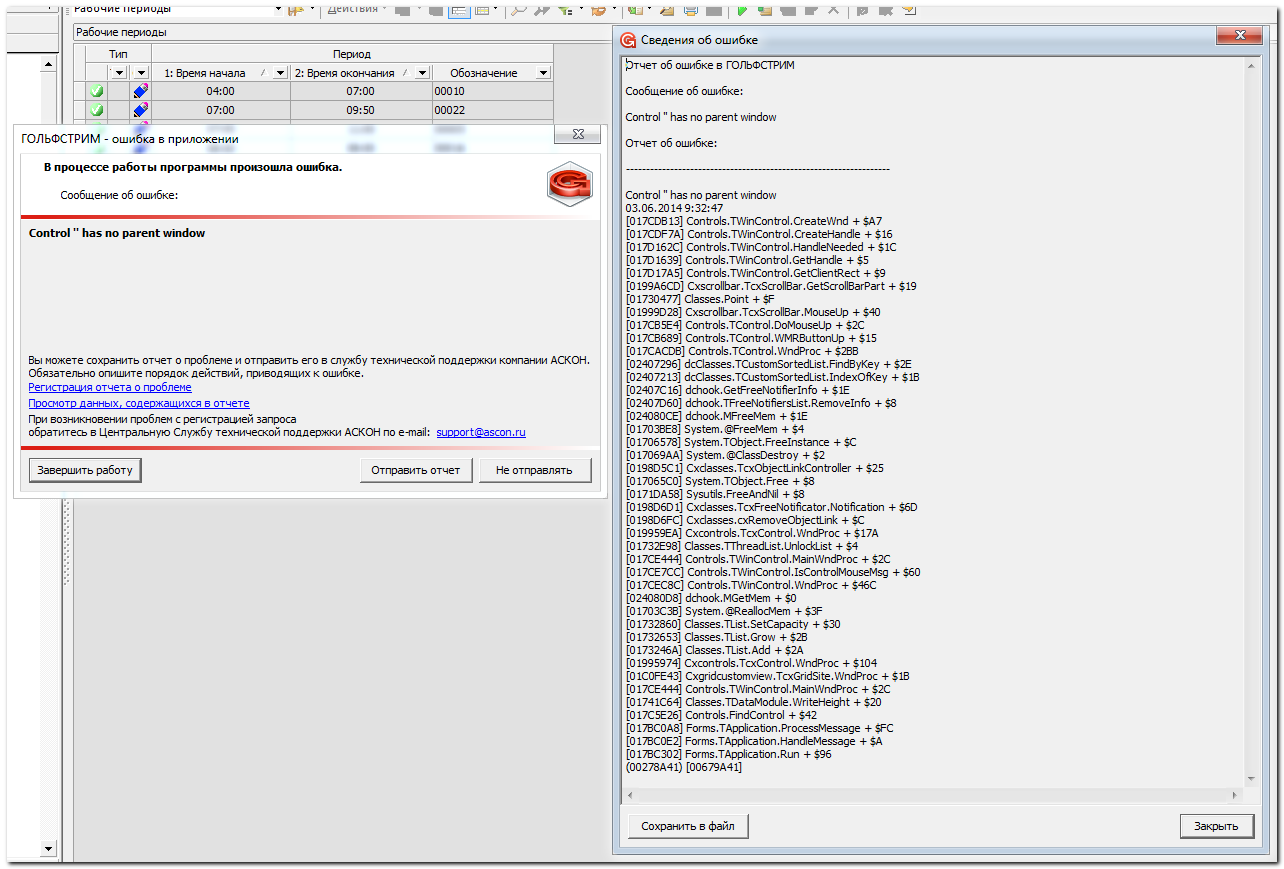 Рабочие периоды
Действия
Рабочие периоды
Тип
Период
1: Время начала
2: Время окончания
Обозначение
04:00 07:00 00010
07:00 09:50 00022
ГОЛЬФСТРИМ - ошибка в приложении
В процессе работы программы произошла ошибка.
Сообщение об ошибке:
Control '' has no parent window
Вы можете сохранить отчет о проблеме и отправить его в службу технической поддержки компании АСКОН.
Обязательно опишите порядок действий, приводящих к ошибке.
Регистрация отчета о проблеме
Просмотр данных, содержащихся в отчете
При возникновении проблем с регистрацией запроса
обратитесь в Центральную Службу технической поддержки АСКОН по e-mail: support@ascon.ru
Завершить работу
Отправить отчет
Не отправлять
Сведения об ошибке
Отчет об ошибке в ГОЛЬФСТРИМ
Сообщение об ошибке:
Control '' has no parent window
Отчет об ошибке:
------------------------------------------------------------------
Control '' has no parent window
03.06.2014 9:32:47
[017CDB13] Controls.TWinControl.CreateWnd + $A7
[017CDF7A] Controls.TWinControl.CreateHandle + $16
[017D162C] Controls.TWinControl.HandleNeeded + $1C
[017D1639] Controls.TWinControl.GetHandle + $5
[017D17A5] Controls.TWinControl.GetClientRect + $9
[0199A6CD] Cxscrollbar.TcxScrollBar.GetScrollBarPart + $19
[01730477] Classes.Point + $F
[01999D28] Cxscrollbar.TcxScrollBar.MouseUp + $40
[017CB5E4] Controls.TControl.DoMouseUp + $2C
[017CB689] Controls.TControl.WMRButtonUp + $15
[017CACDB] Controls.TControl.WndProc + $2BB
[02407296] dcClasses.TCustomSortedList.FindByKey + $2E
[02407213] dcClasses.TCustomSortedList.IndexOfKey + $1B
[02407C16] dchook.GetFreeNotifierInfo + $1E
[02407D60] dchook.TFreeNotifiersList.RemoveInfo + $8
[024080CE] dchook.MFreeMem + $1E
[01703BE8] System.@FreeMem + $4
[01706578] System.TObject.FreeInstance + $C
[017069AA] System.@ClassDestroy + $2
[0198D5C1] Cxclasses.TcxObjectLinkController + $25
[017065C0] System.TObject.Free + $8
[0171DA58] Sysutils.FreeAndNil + $8
[0198D6D1] Cxclasses.TcxFreeNotificator.Notification + $6D
[0198D6FC] Cxclasses.cxRemoveObjectLink + $C
[019959EA] Cxcontrols.TcxControl.WndProc + $17A
[01732E98] Classes.TThreadList.UnlockList + $4
[017CE444] Controls.TWinControl.MainWndProc + $2C
[017CE7CC] Controls.TWinControl.IsControlMouseMsg + $60
[017CEC8C] Controls.TWinControl.WndProc + $46C
[024080D8] dchook.MGetMem + $0
[01703C3B] System.@ReallocMem + $3F
[01732860] Classes.TList.SetCapacity + $30
[01732653] Classes.TList.Grow + $2B
[0173246A] Classes.TList.Add + $2A
[01995974] Cxcontrols.TcxControl.WndProc + $104
[01C0FE43] Cxgridcustomview.TcxGridSite.WndProc + $1B
[017CE444] Controls.TWinControl.MainWndProc + $2C
[01741C64] Classes.TDataModule.WriteHeight + $20
[017C5E26] Controls.FindControl + $42
[017BC0A8] Forms.TApplication.ProcessMessage + $FC
[017BC0E2] Forms.TApplication.HandleMessage + $A
[017BC302] Forms.TApplication.Run + $96
(00278A41) [00679A41]
Сохранить в файл
Закрыть